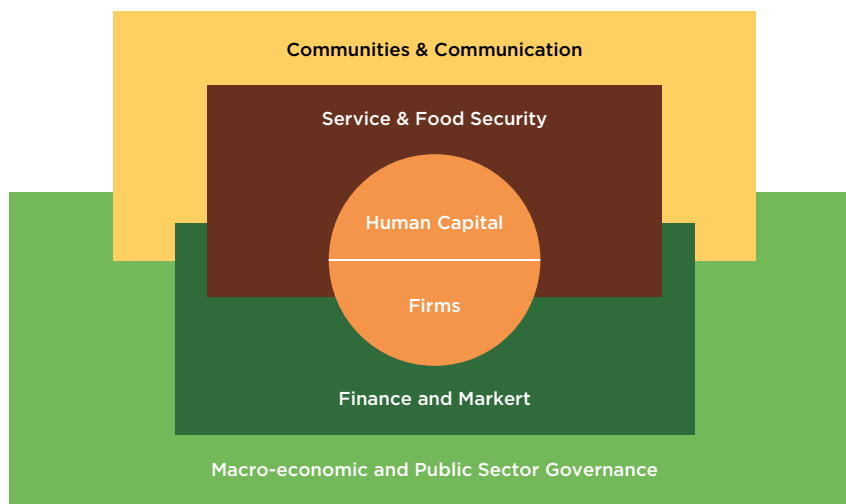 Communities & Communication
Service & Food Security
Human Capital
Firms
Finance and Markert
Macro-economic and Public Sector Governance